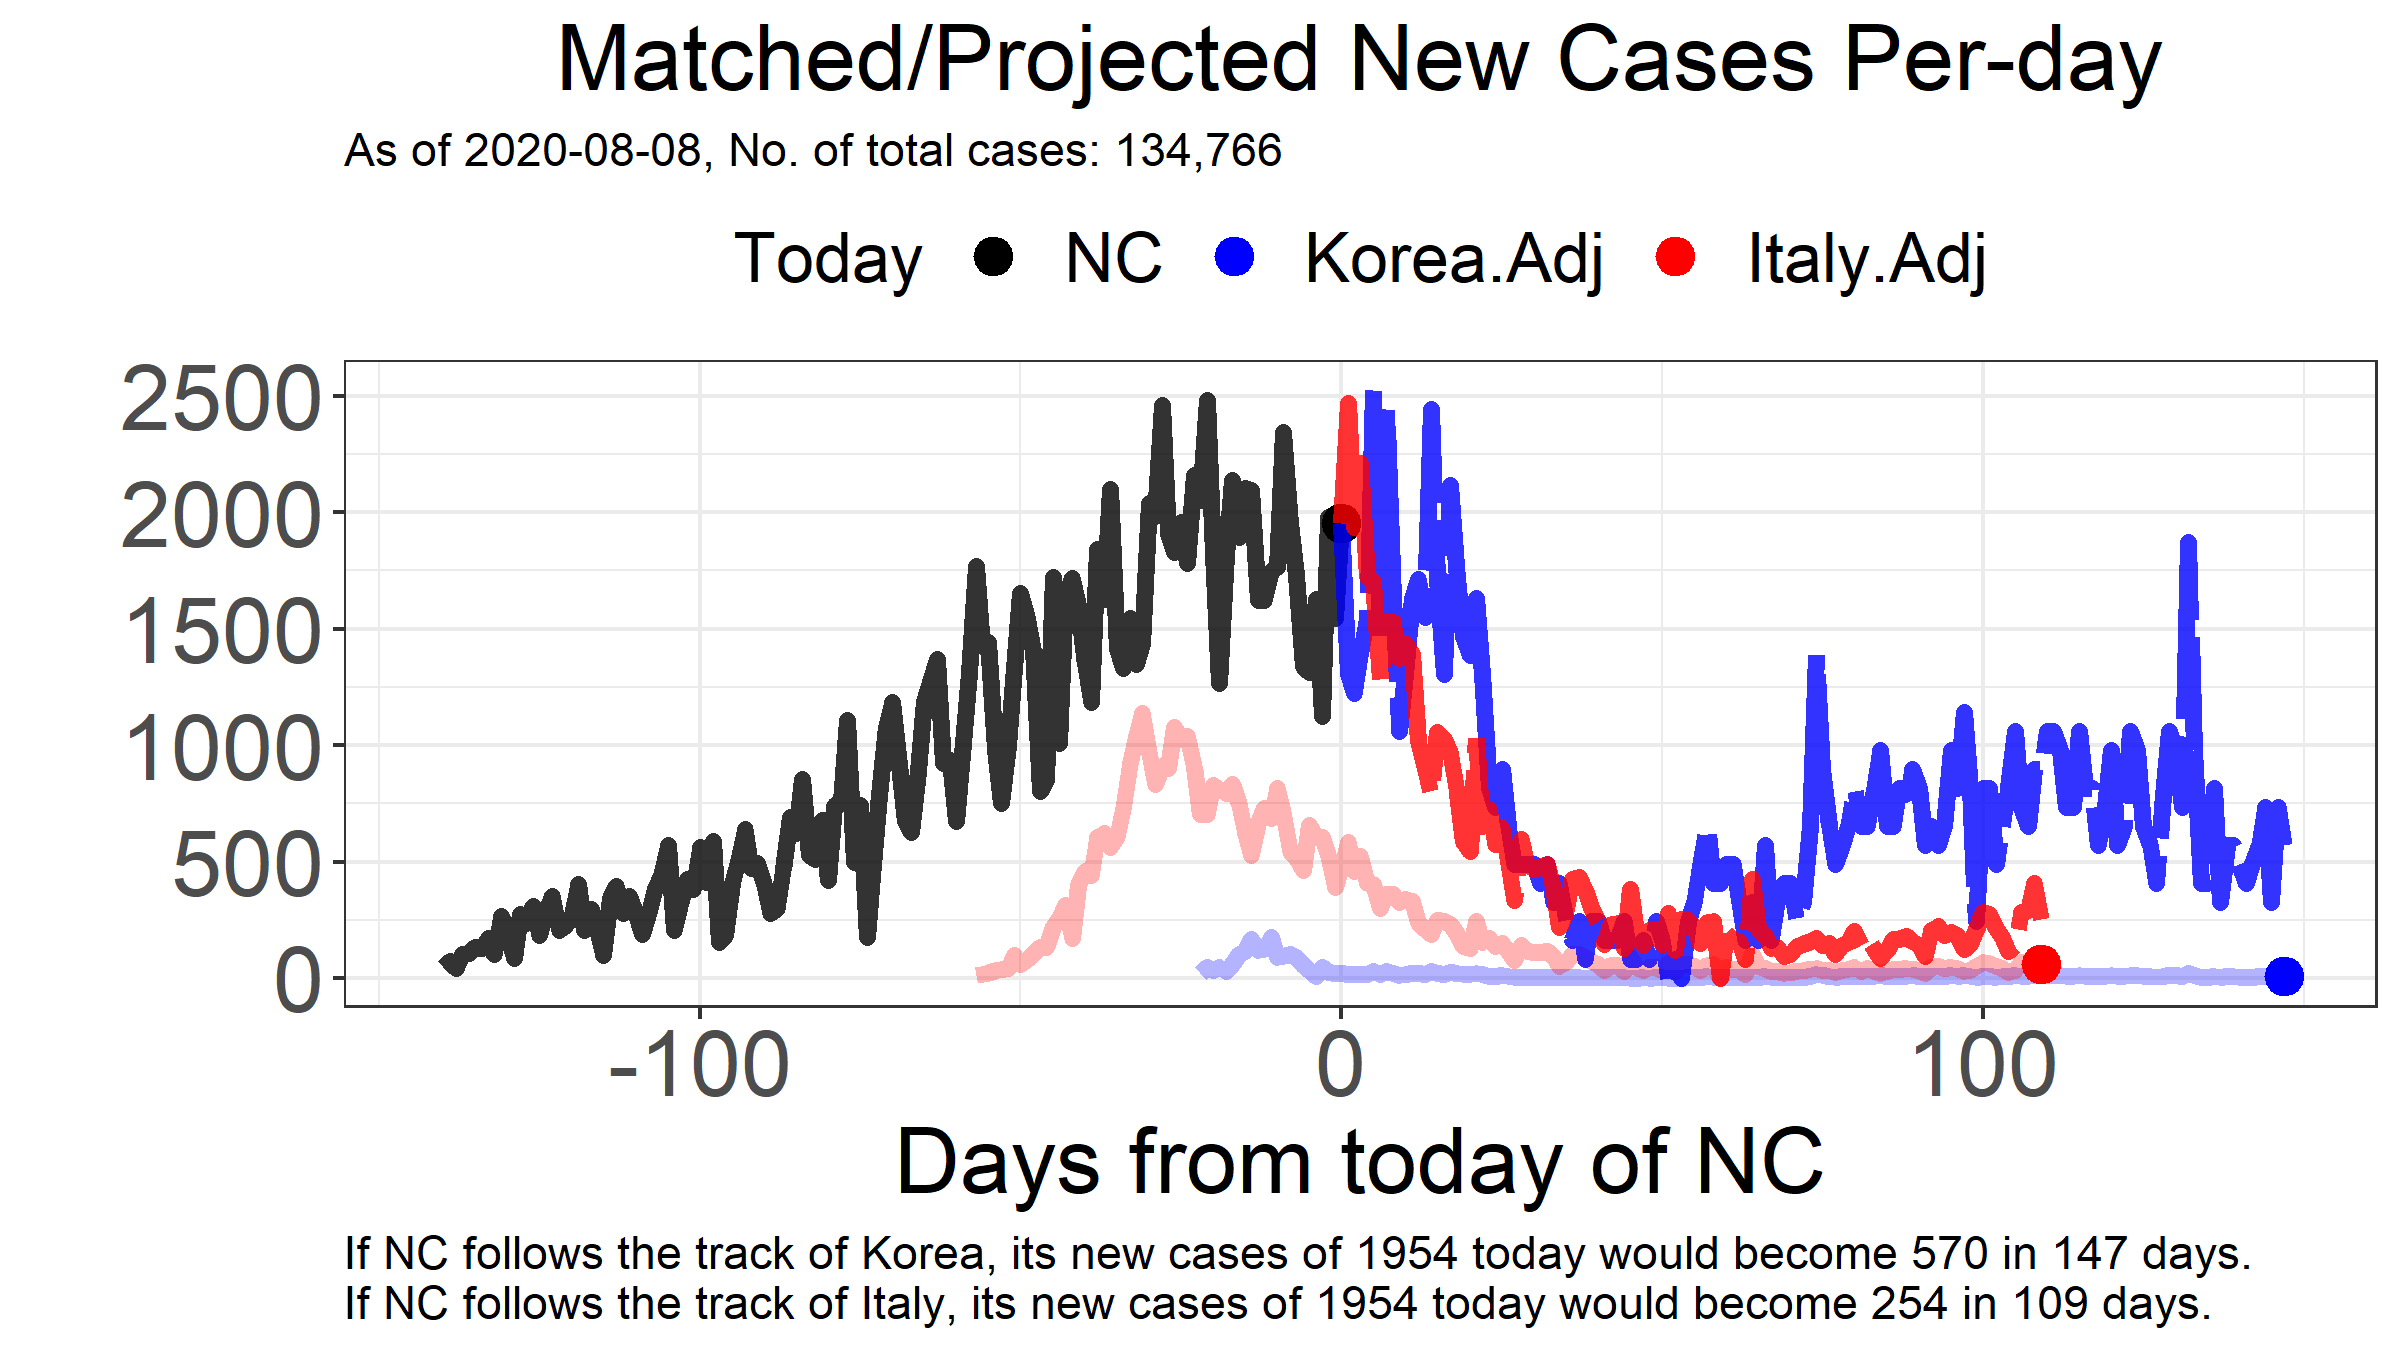 Matched/Projected New Cases Per-day
As of 2020-08-08, No. of total cases: 134,766
Today NC Korea.Adj Italy.Adj
2500
2000
1500
1000
500
0
-100 0 100
Days from today of NC
If NC follows the track of Korea, its new cases of 1954 today would become 570 in 147 days.
If NC follows the track of Italy, its new cases of 1954 today would become 254 in 109 days.